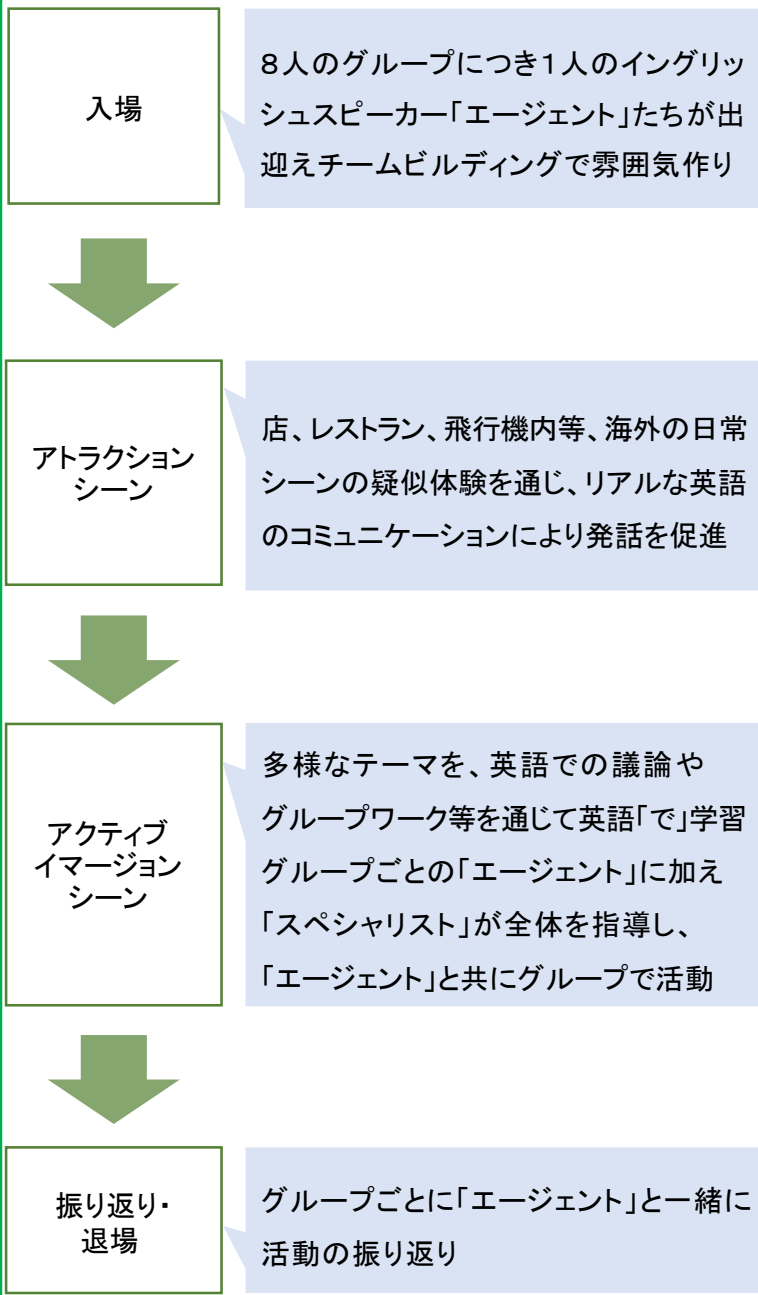 入場
８人のグループにつき１人のイングリッ
シュスピーカー「エージェント」たちが出
迎えチームビルディングで雰囲気作り
アトラクション
シーン
店、レストラン、飛行機内等、海外の日常
シーンの疑似体験を通じ、リアルな英語
のコミュニケーションにより発話を促進
アクティブ
イマージョン
シーン
多様なテーマを、英語での議論や
グループワーク等を通じて英語「で」学習
グループごとの「エージェント」に加え
「スペシャリスト」が全体を指導し、
「エージェント」と共にグループで活動
振り返り・
退場
グループごとに「エージェント」と一緒に
活動の振り返り